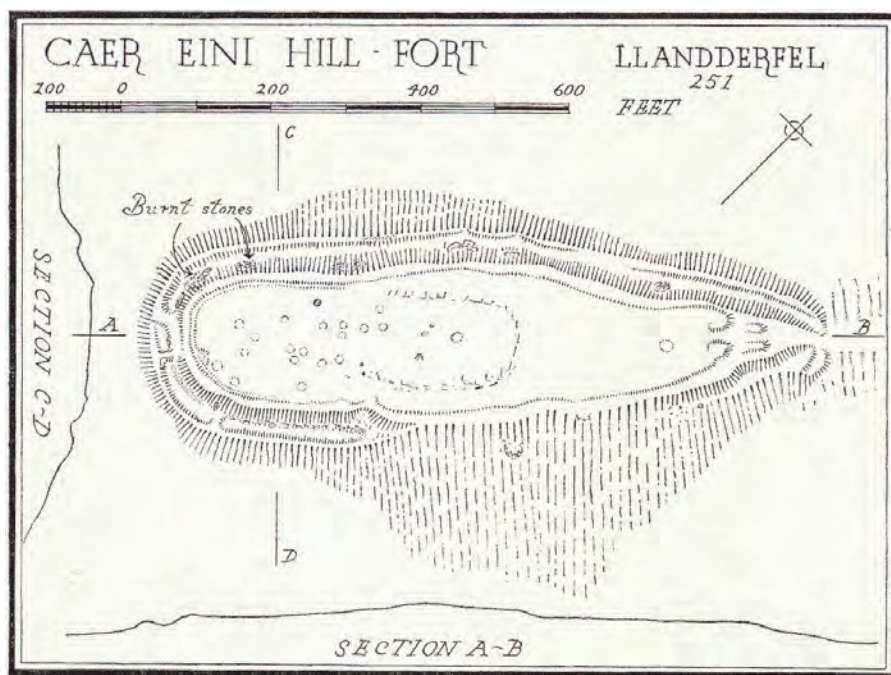 CAER EINI HILL-FORT
LLANDDERFEL
251
200 0 200 400 600
FEET
C
Burnt stones
SECTION C-D
A
B
D
SECTION A-B